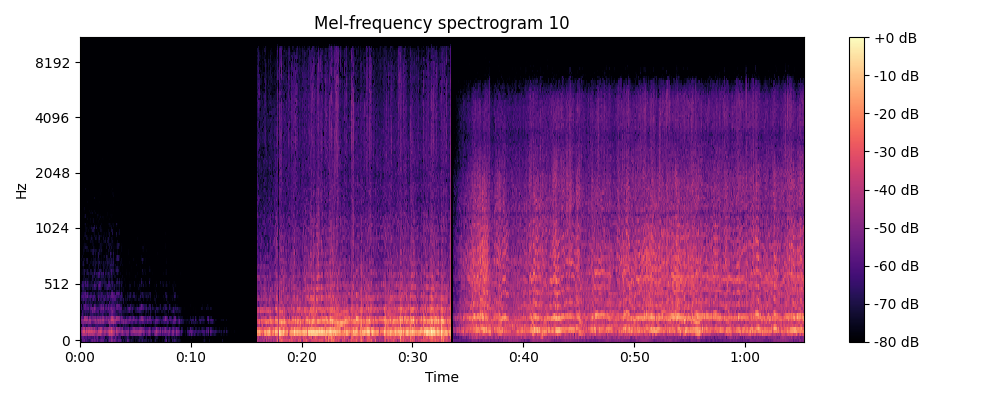 Mel-frequency spectrogram 10
8192
4096
2048
1024
512
0
Hz
0:00
0:10
0:20
0:30
0:40
0:50
1:00
Time
+0 dB
-10 dB
-20 dB
-30 dB
-40 dB
-50 dB
-60 dB
-70 dB
-80 dB